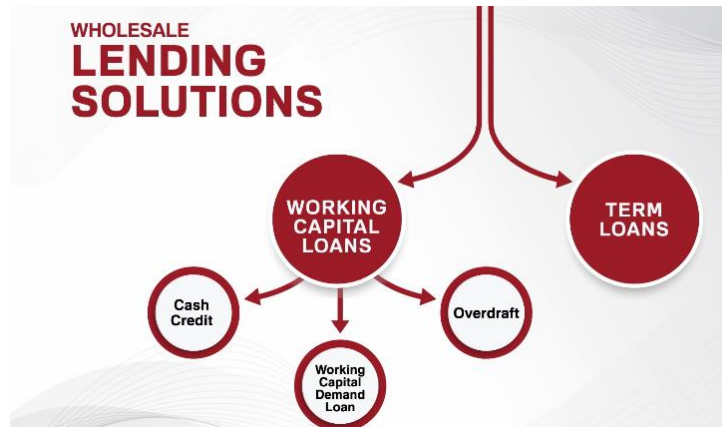 WHOLESALE
LENDING
SOLUTIONS
WORKING
CAPITAL
LOANS
TERM
LOANS
Cash
Credit
Overdraft
Working
Capital
Demand
Loan